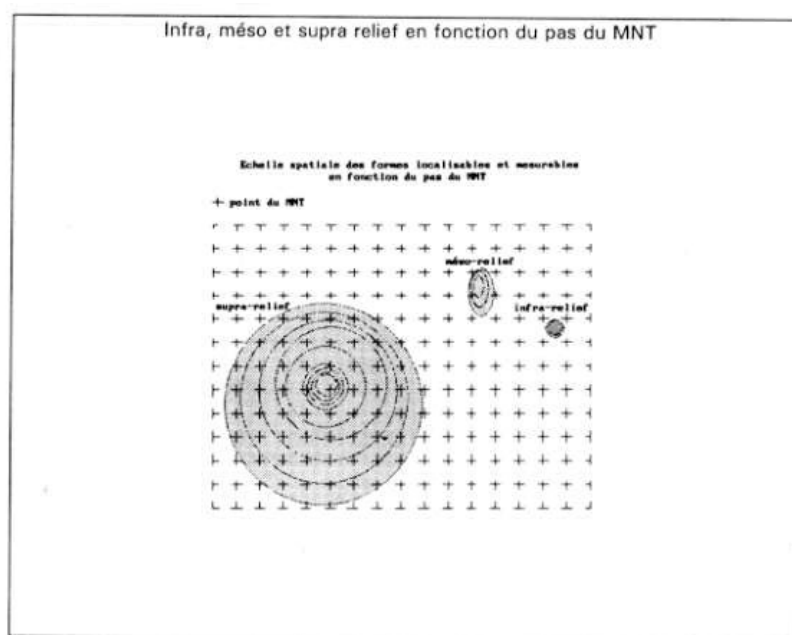 Infra, méso et supra relief en fonction du pas du MNT
Echelle spatiale des formes localisables et mesurables
en fonction du pas du MNT
+ point du MNT
méso-relief
supra-relief
infra-relief